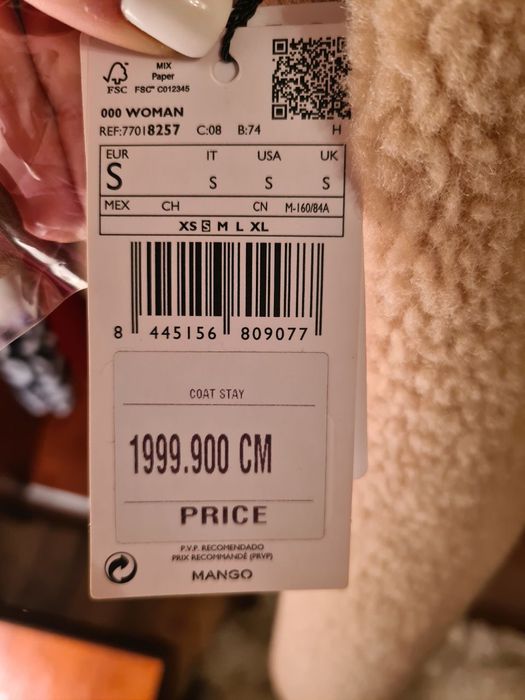 MIX
Paper
FSC FSC® C012345
000 WOMAN
REF:77018257 C:08 B:74 H
EUR IT USA UK
S S S S
MEX CH CN M-160/84A
XS S M L XL
8 445156 809077
COAT STAY
1999.900 CM
PRICE
P.V.P. RECOMENDADO
PRIX RECOMMANDÉ (PRVP)
MANGO